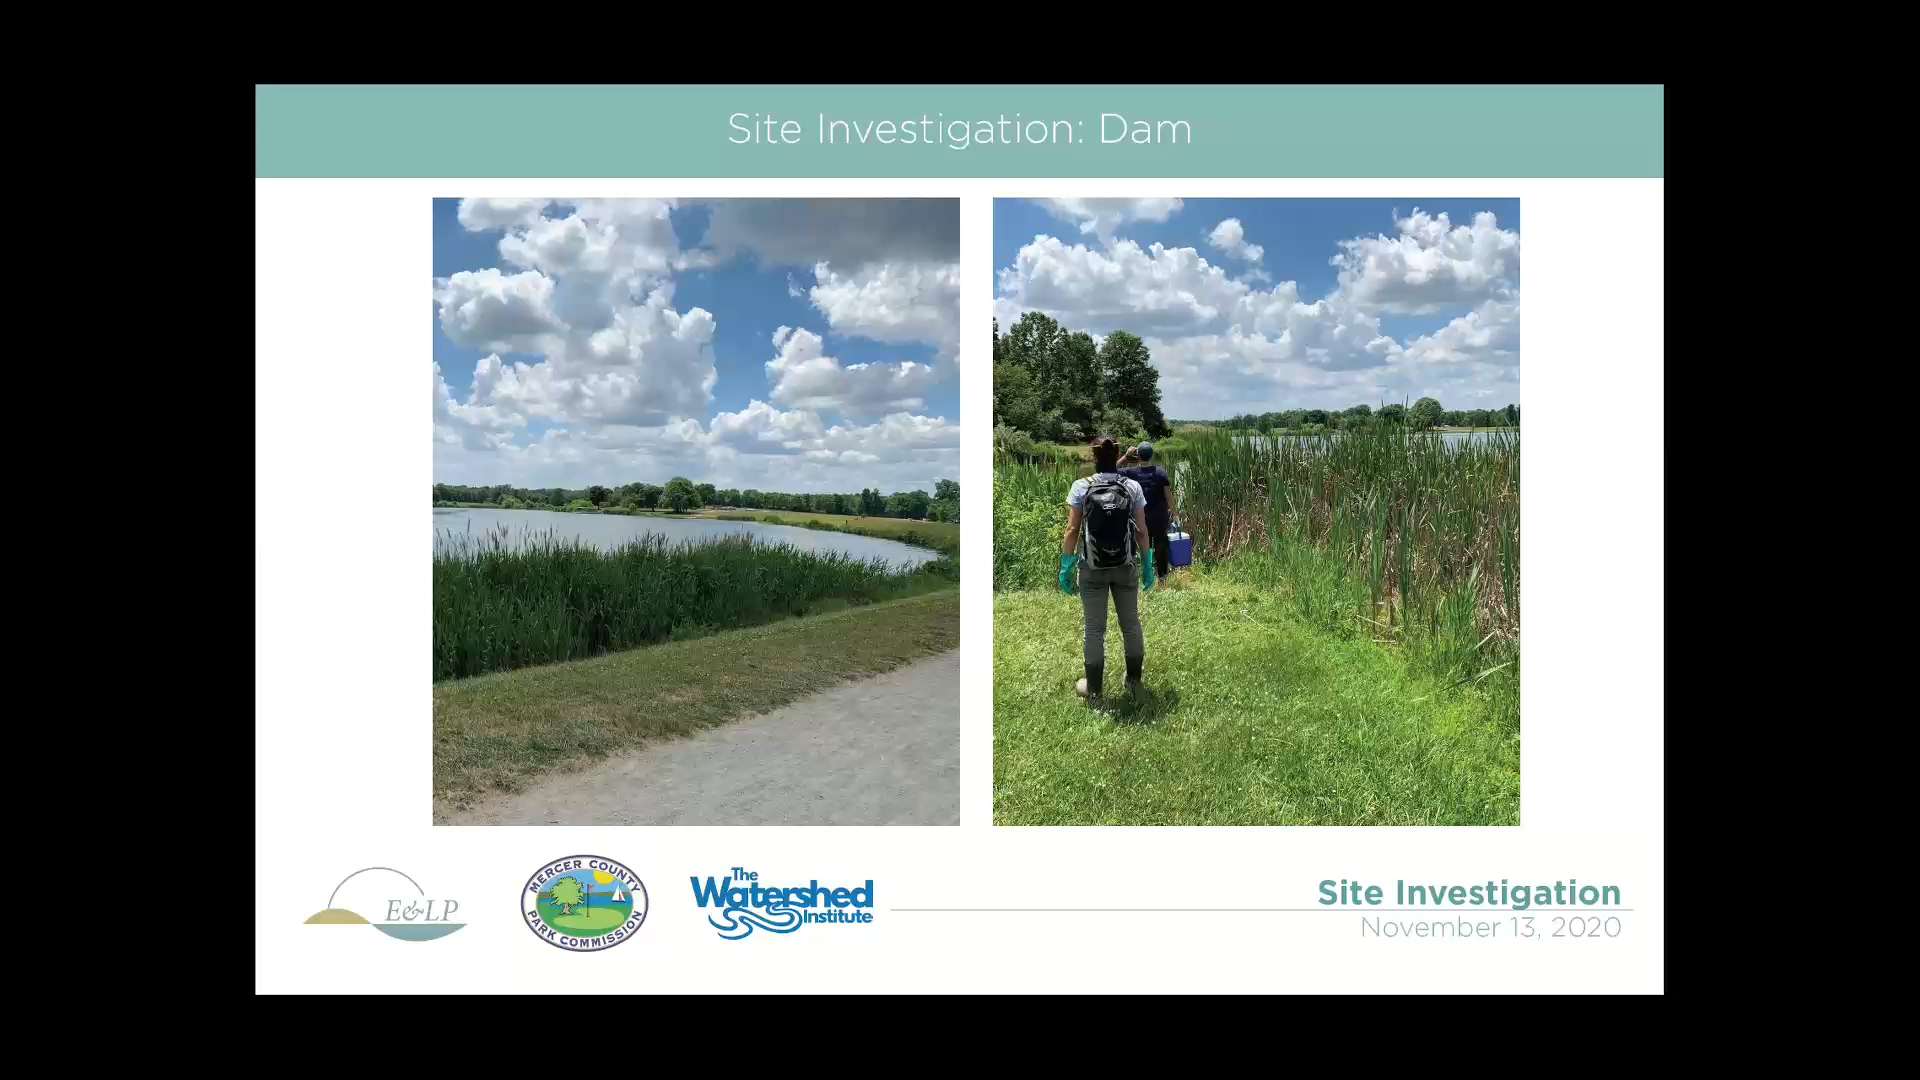 Site Investigation: Dam
E&LP
MERCER COUNTY
PARK COMMISSION
The
Watershed
Institute
Site Investigation
November 13, 2020